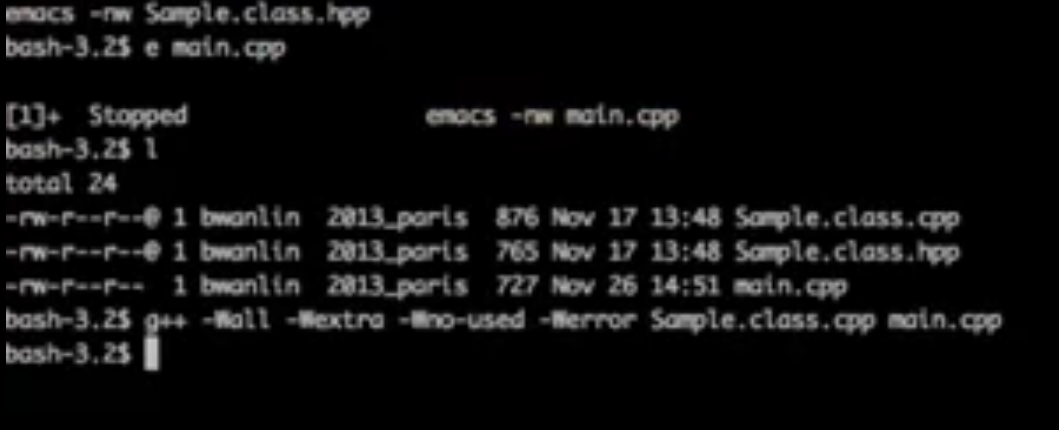 emacs -nw Sample.class.hpp
bash-3.2$ e main.cpp
[1]+  Stopped                 emacs -nw main.cpp
bash-3.2$ l
total 24
-rw-r--r--@ 1 bwanlin  2013_paris  876 Nov 17 13:48 Sample.class.cpp
-rw-r--r--@ 1 bwanlin  2013_paris  765 Nov 17 13:48 Sample.class.hpp
-rw-r--r--  1 bwanlin  2013_paris  727 Nov 26 14:51 main.cpp
bash-3.2$ g++ -Wall -Wextra -Wno-used -Werror Sample.class.cpp main.cpp
bash-3.2$